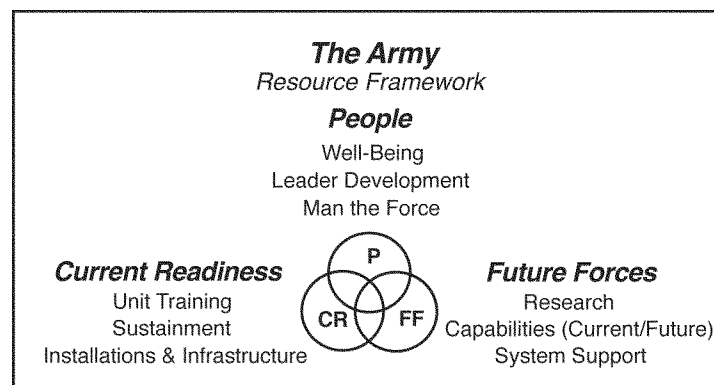 The Army
Resource Framework
People
Well-Being
Leader Development
Man the Force
P
CR
FF
Current Readiness
Unit Training
Sustainment
Installations & Infrastructure
Future Forces
Research
Capabilities (Current/Future)
System Support